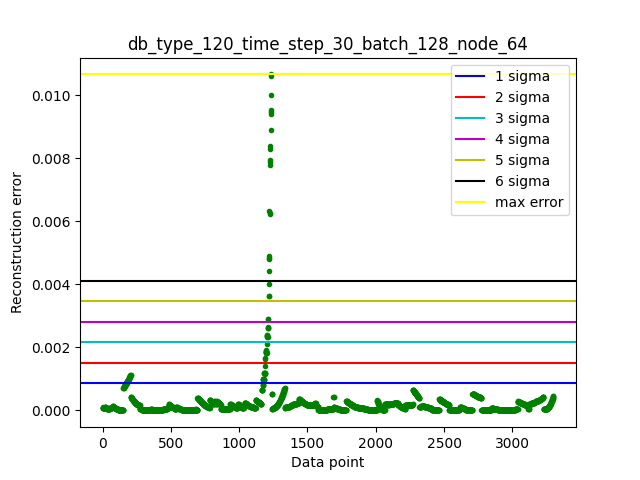 db_type_120_time_step_30_batch_128_node_64
Reconstruction error
0.010
0.008
0.006
0.004
0.002
0.000
1 sigma
2 sigma
3 sigma
4 sigma
5 sigma
6 sigma
max error
0 500 1000 1500 2000 2500 3000
Data point